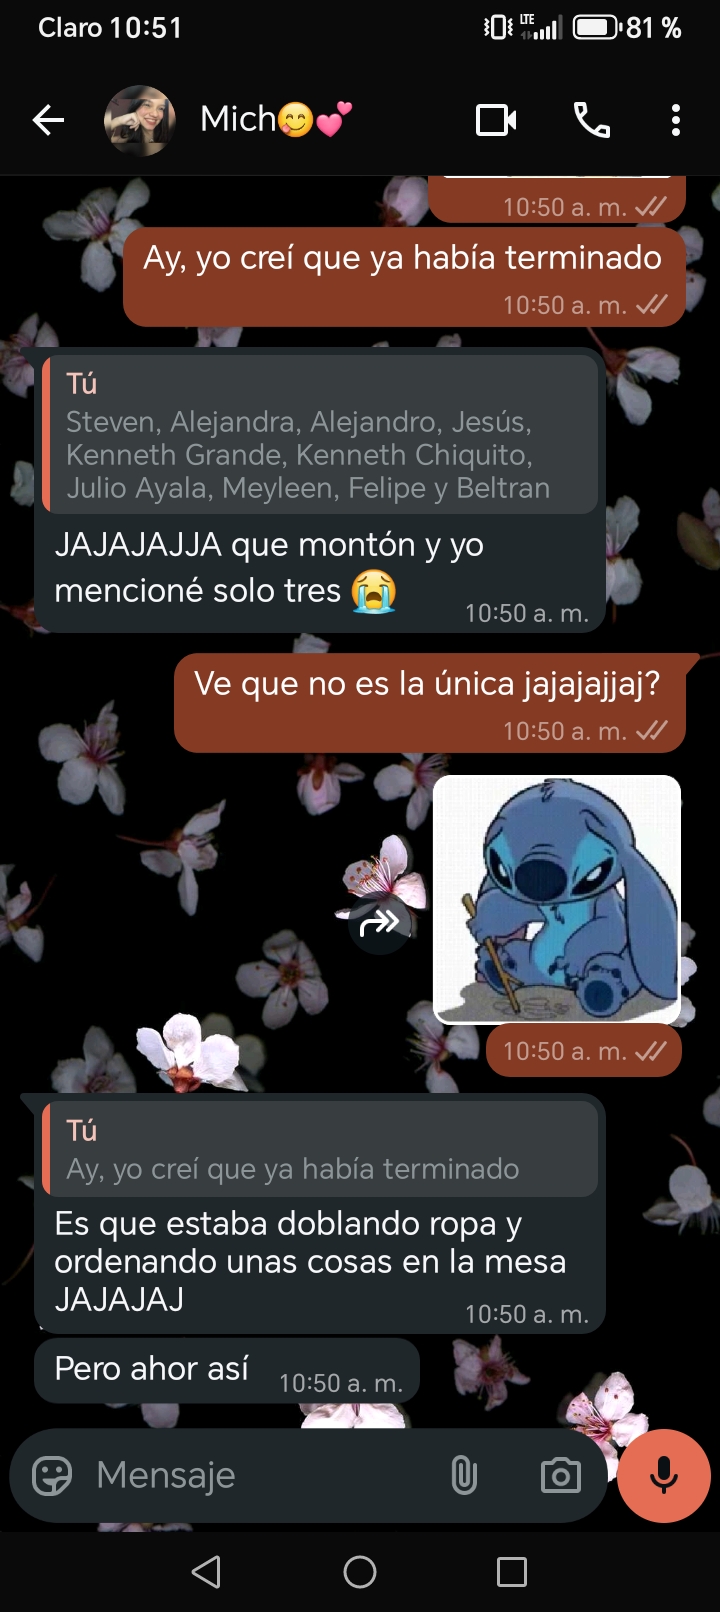 Claro 10:51 LTE 81 %
Mich😋💕
10:50 a. m.
Ay, yo creí que ya había terminado
10:50 a. m.
Tú
Steven, Alejandra, Alejandro, Jesús,
Kenneth Grande, Kenneth Chiquito,
Julio Ayala, Meyleen, Felipe y Beltran
JAJAJAJJA que montón y yo
mencioné solo tres 😭
10:50 a. m.
Ve que no es la única jajajajjaj?
10:50 a. m.
10:50 a. m.
Tú
Ay, yo creí que ya había terminado
Es que estaba doblando ropa y
ordenando unas cosas en la mesa
JAJAJAJ
10:50 a. m.
Pero ahor así 10:50 a. m.
Mensaje